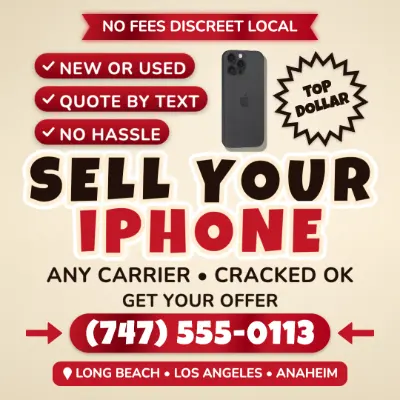 NO FEES DISCREET LOCAL
✓ NEW OR USED
✓ QUOTE BY TEXT
✓ NO HASSLE
TOP
DOLLAR
SELL YOUR
IPHONE
ANY CARRIER • CRACKED OK
GET YOUR OFFER
(747) 555-0113
LONG BEACH • LOS ANGELES • ANAHEIM